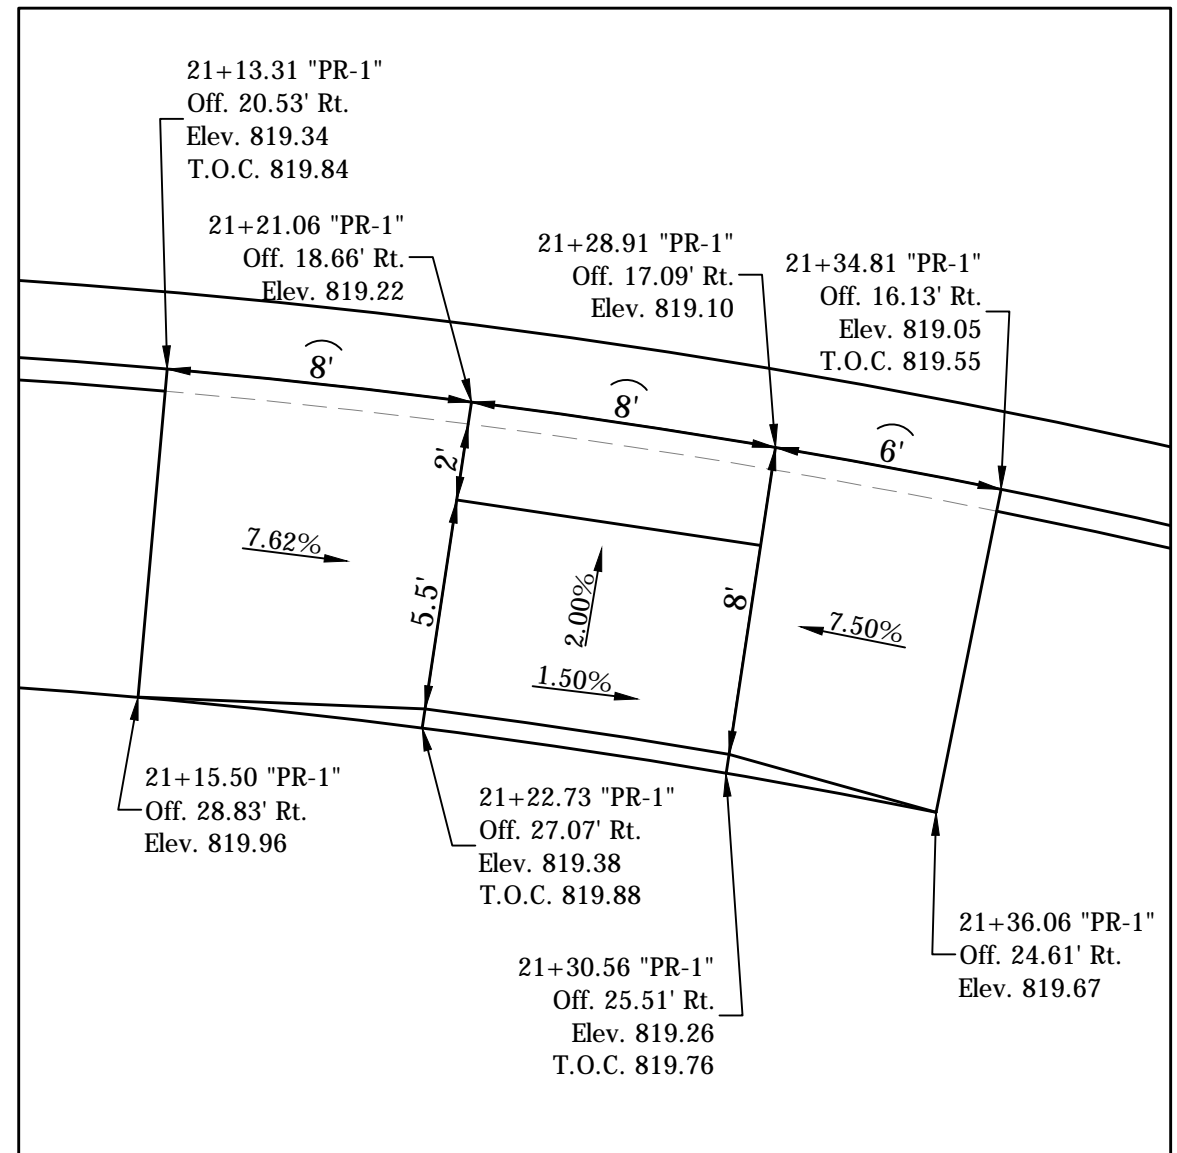 21+13.31 "PR-1"
Off. 20.53' Rt.
Elev. 819.34
T.O.C. 819.84
21+21.06 "PR-1"
Off. 18.66' Rt.
Elev. 819.22
21+28.91 "PR-1"
Off. 17.09' Rt.
Elev. 819.10
21+34.81 "PR-1"
Off. 16.13' Rt.
Elev. 819.05
T.O.C. 819.55
8'
8'
6'
2'
7.62%
5.5'
2.00%
8'
7.50%
1.50%
21+15.50 "PR-1"
Off. 28.83' Rt.
Elev. 819.96
21+22.73 "PR-1"
Off. 27.07' Rt.
Elev. 819.38
T.O.C. 819.88
21+30.56 "PR-1"
Off. 25.51' Rt.
Elev. 819.26
T.O.C. 819.76
21+36.06 "PR-1"
Off. 24.61' Rt.
Elev. 819.67